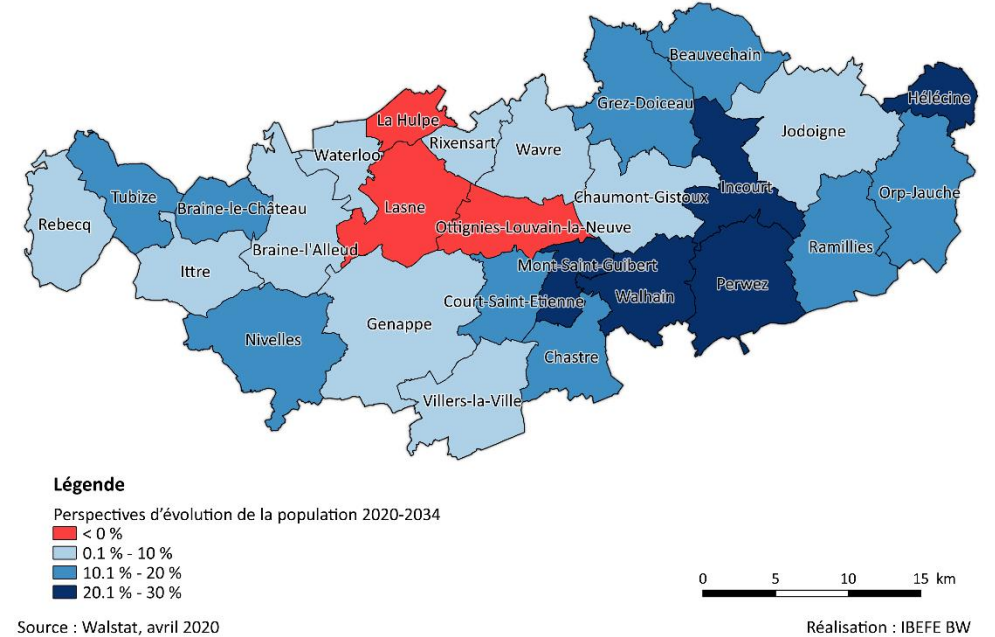 Beauvechain
Hélécine
Grez-Doiceau
La Hulpe
Jodoigne
Rixensart
Wavre
Waterloo
Incourt
Orp-Jauche
Tubize
Chaumont-Gistoux
Braine-le-Château
Lasne
Rebecq
Ottignies-Louvain-la-Neuve
Ramillies
Braine-l'Alleud
Mont-Saint-Guibert
Ittre
Perwez
Walhain
Court-Saint-Etienne
Genappe
Nivelles
Chastre
Villers-la-Ville
Légende
Perspectives d'évolution de la population 2020-2034
< 0 %
0.1 % - 10 %
10.1 % - 20 %
20.1 % - 30 %
0 5 10 15 km
Source : Walstat, avril 2020
Réalisation : IBEFE BW